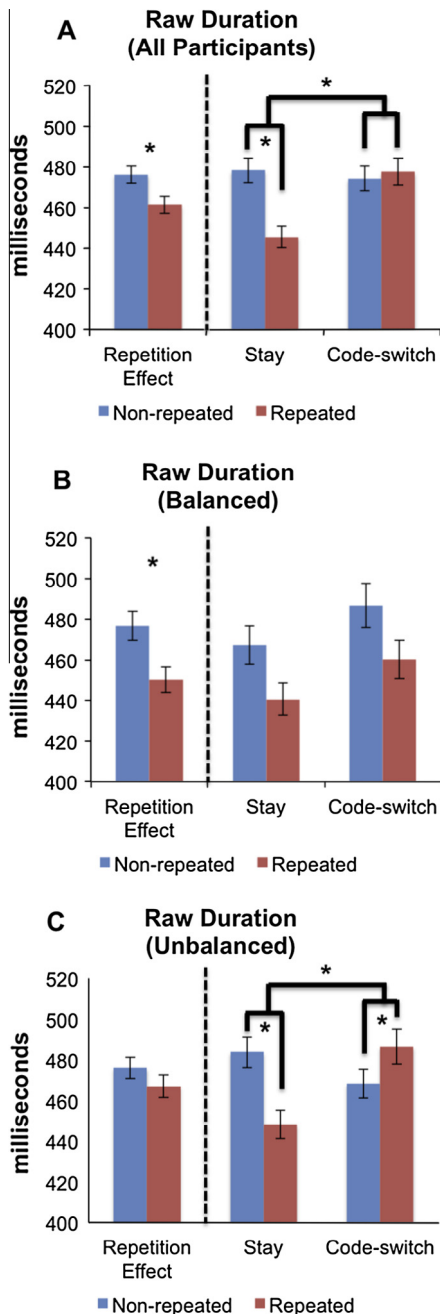 A
Raw Duration
(All Participants)
milliseconds
520
500
480
460
440
420
400
*
*
*
Repetition
Effect
Stay
Code-switch
Non-repeated
Repeated
B
Raw Duration
(Balanced)
milliseconds
520
500
480
460
440
420
400
*
Repetition
Effect
Stay
Code-switch
Non-repeated
Repeated
C
Raw Duration
(Unbalanced)
milliseconds
520
500
480
460
440
420
400
*
*
*
Repetition
Effect
Stay
Code-switch
Non-repeated
Repeated